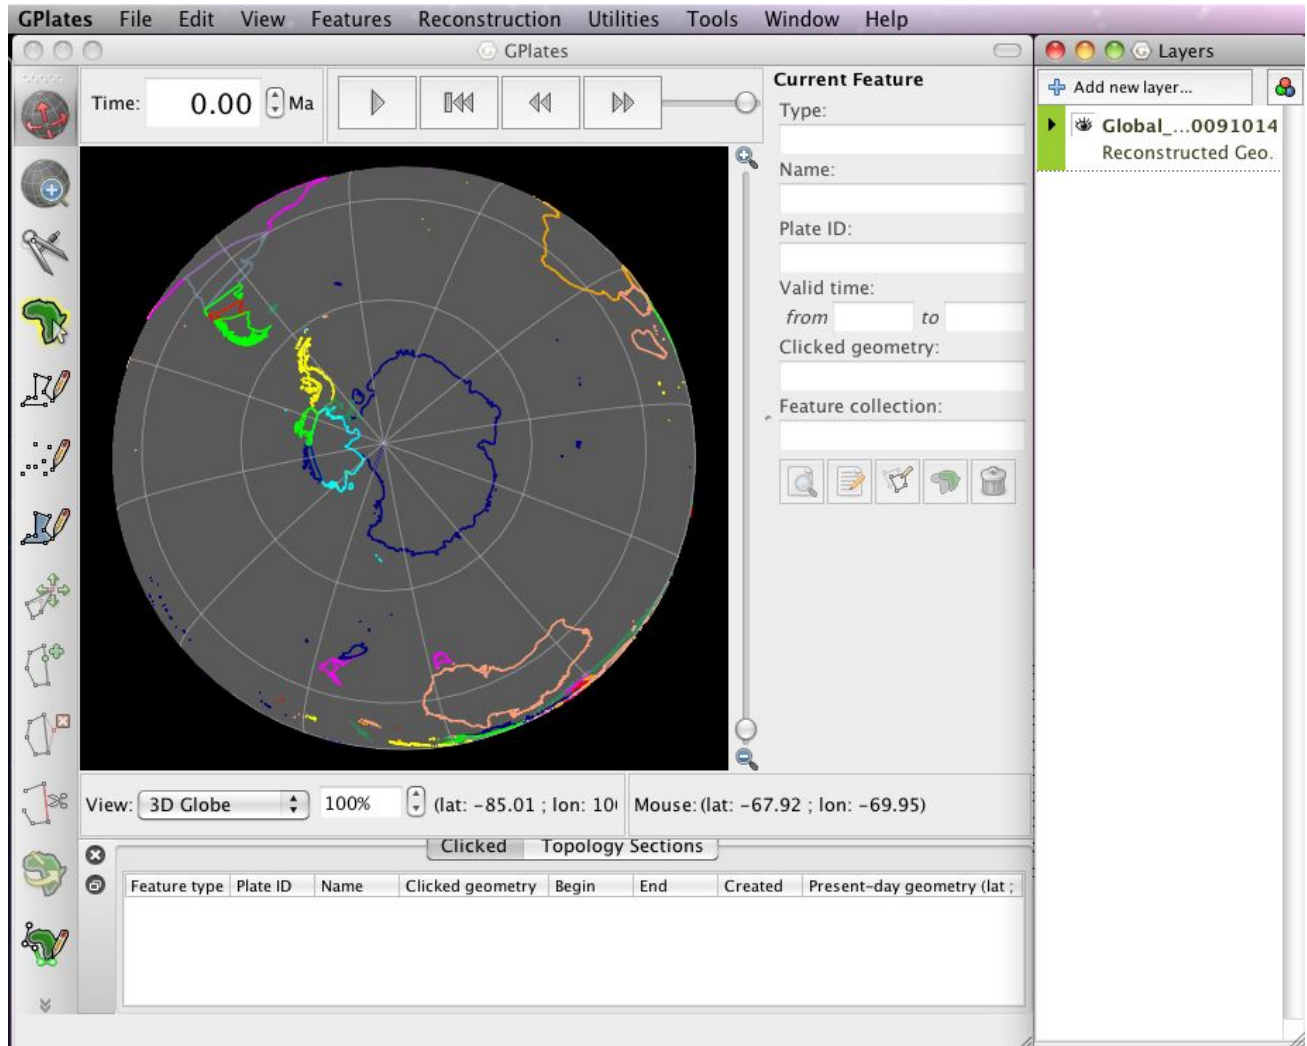 GPlates File Edit View Features Reconstruction Utilities Tools Window Help
GPlates
Layers
Time: 0.00 Ma
Current Feature
Type:
Name:
Plate ID:
Valid time:
from to
Clicked geometry:
Feature collection:
Add new layer...
Global_...0091014
Reconstructed Geo.
View: 3D Globe 100% (lat: -85.01 ; lon: 10 Mouse: (lat: -67.92 ; lon: -69.95)
Clicked Topology Sections
Feature type Plate ID Name Clicked geometry Begin End Created Present-day geometry (lat ;